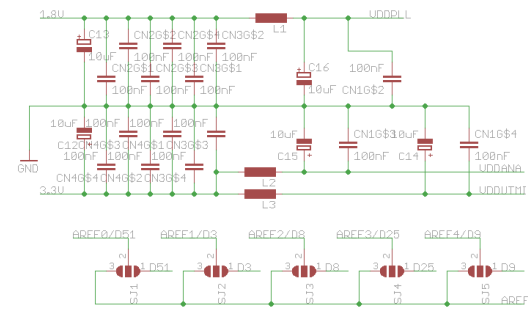 1.8V VDDPLL
C13 CN2G$2 CN2G$4 CN3G$2 L1
10uF 100nF 100nF 100nF C16 100nF
CN2G$1 CN2G$3 CN3G$1
100nF 100nF 100nF 10uF CN1G$2
10uF 100nF 100nF 10uF CN1G$3 10uF CN1G$4
GND C12 CN4G$3 CN4G$1 CN3G$3
100nF 100nF 100nF C15 100nF C14 100nF
CN4G$4 CN4G$2 CN3G$4 VDDANA
L2
3.3V VDDUTMI
L3
AREF0/D51 AREF1/D3 AREF2/D8 AREF3/D25 AREF4/D9
2 2 2 2 2
3 1 D51 3 1 D3 3 1 D8 3 1 D25 3 1 D9
SJ1 SJ2 SJ3 SJ4 SJ5
AREF